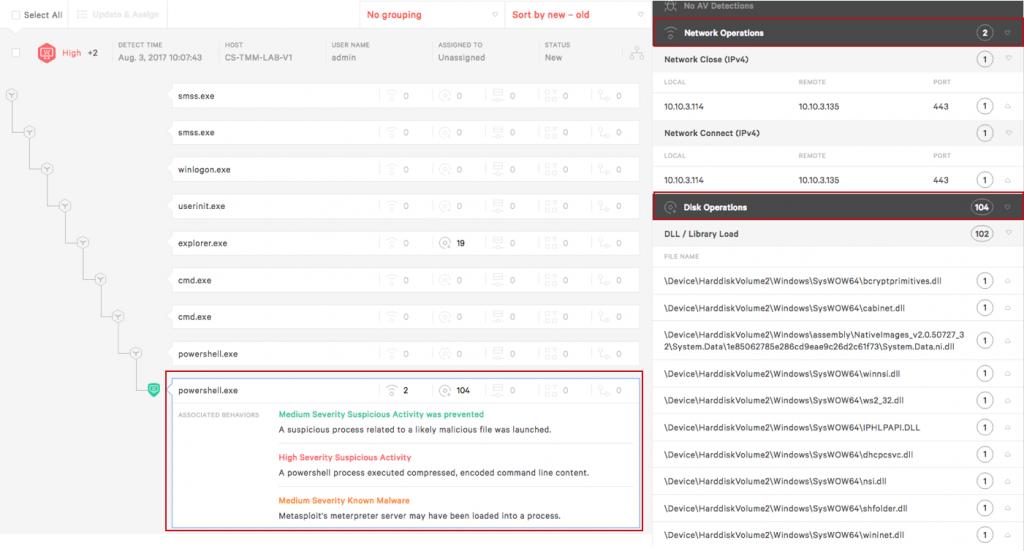 Select All
Update & Assign
No grouping
Sort by new – old
High +2
DETECT TIME
Aug. 3, 2017 10:07:43
HOST
CS-TMM-LAB-V1
USER NAME
admin
ASSIGNED TO
Unassigned
STATUS
New
smss.exe 0 0 0 0 0
smss.exe 0 0 0 0 0
winlogon.exe 0 0 0 0 0
userinit.exe 0 0 0 0 0
explorer.exe 0 19 0 0 0
cmd.exe 0 0 0 0 0
cmd.exe 0 0 0 0 0
powershell.exe 0 0 0 0 0
powershell.exe 2 104 0 0 0
ASSOCIATED BEHAVIORS
Medium Severity Suspicious Activity was prevented
A suspicious process related to a likely malicious file was launched.
High Severity Suspicious Activity
A powershell process executed compressed, encoded command line content.
Medium Severity Known Malware
Metasploit's meterpreter server may have been loaded into a process.
No AV Detections
Network Operations 2
Network Close (IPv4) 1
LOCAL REMOTE PORT
10.10.3.114 10.10.3.135 443 1
Network Connect (IPv4) 1
LOCAL REMOTE PORT
10.10.3.114 10.10.3.135 443 1
Disk Operations 104
DLL / Library Load 102
FILE NAME
\Device\HarddiskVolume2\Windows\SysWOW64\bcryptprimitives.dll 1
\Device\HarddiskVolume2\Windows\SysWOW64\cabinet.dll 1
\Device\HarddiskVolume2\Windows\assembly\NativeImages_v2.0.50727_3
2\System.Data\1e85062785e286cd9eae9c26d2c61f73\System.Data.ni.dll 1
\Device\HarddiskVolume2\Windows\SysWOW64\winnsi.dll 1
\Device\HarddiskVolume2\Windows\SysWOW64\ws2_32.dll 1
\Device\HarddiskVolume2\Windows\SysWOW64\IPHLPAPI.DLL 1
\Device\HarddiskVolume2\Windows\SysWOW64\dhcpcsvc.dll 1
\Device\HarddiskVolume2\Windows\SysWOW64\nsi.dll 1
\Device\HarddiskVolume2\Windows\SysWOW64\shfolder.dll 1
\Device\HarddiskVolume2\Windows\SysWOW64\wininet.dll 1